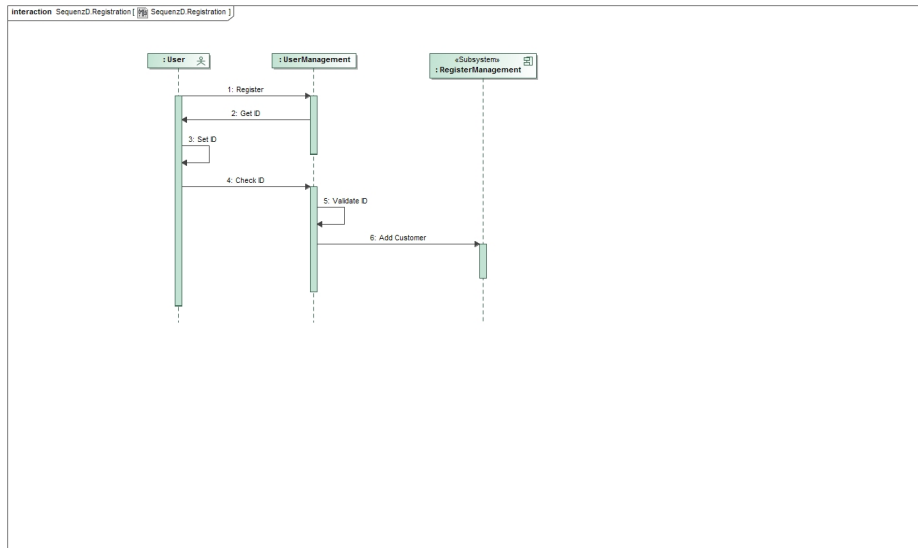 interaction SequenzD.Registration [ SequenzD.Registration ]
: User
: UserManagement
«Subsystem»
: RegisterManagement
1: Register
2: Get ID
3: Set ID
4: Check ID
5: Validate ID
6: Add Customer